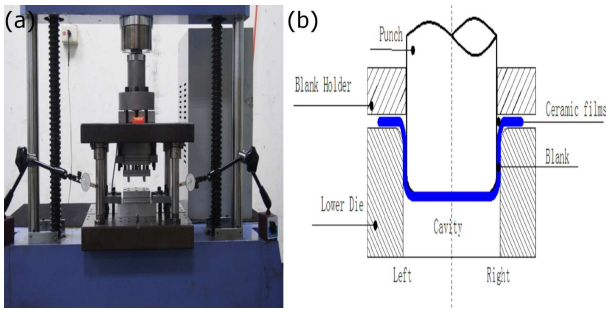 (a)
(b)
Punch
Blank Holder
Ceramic films
Blank
Lower Die
Cavity
Left
Right